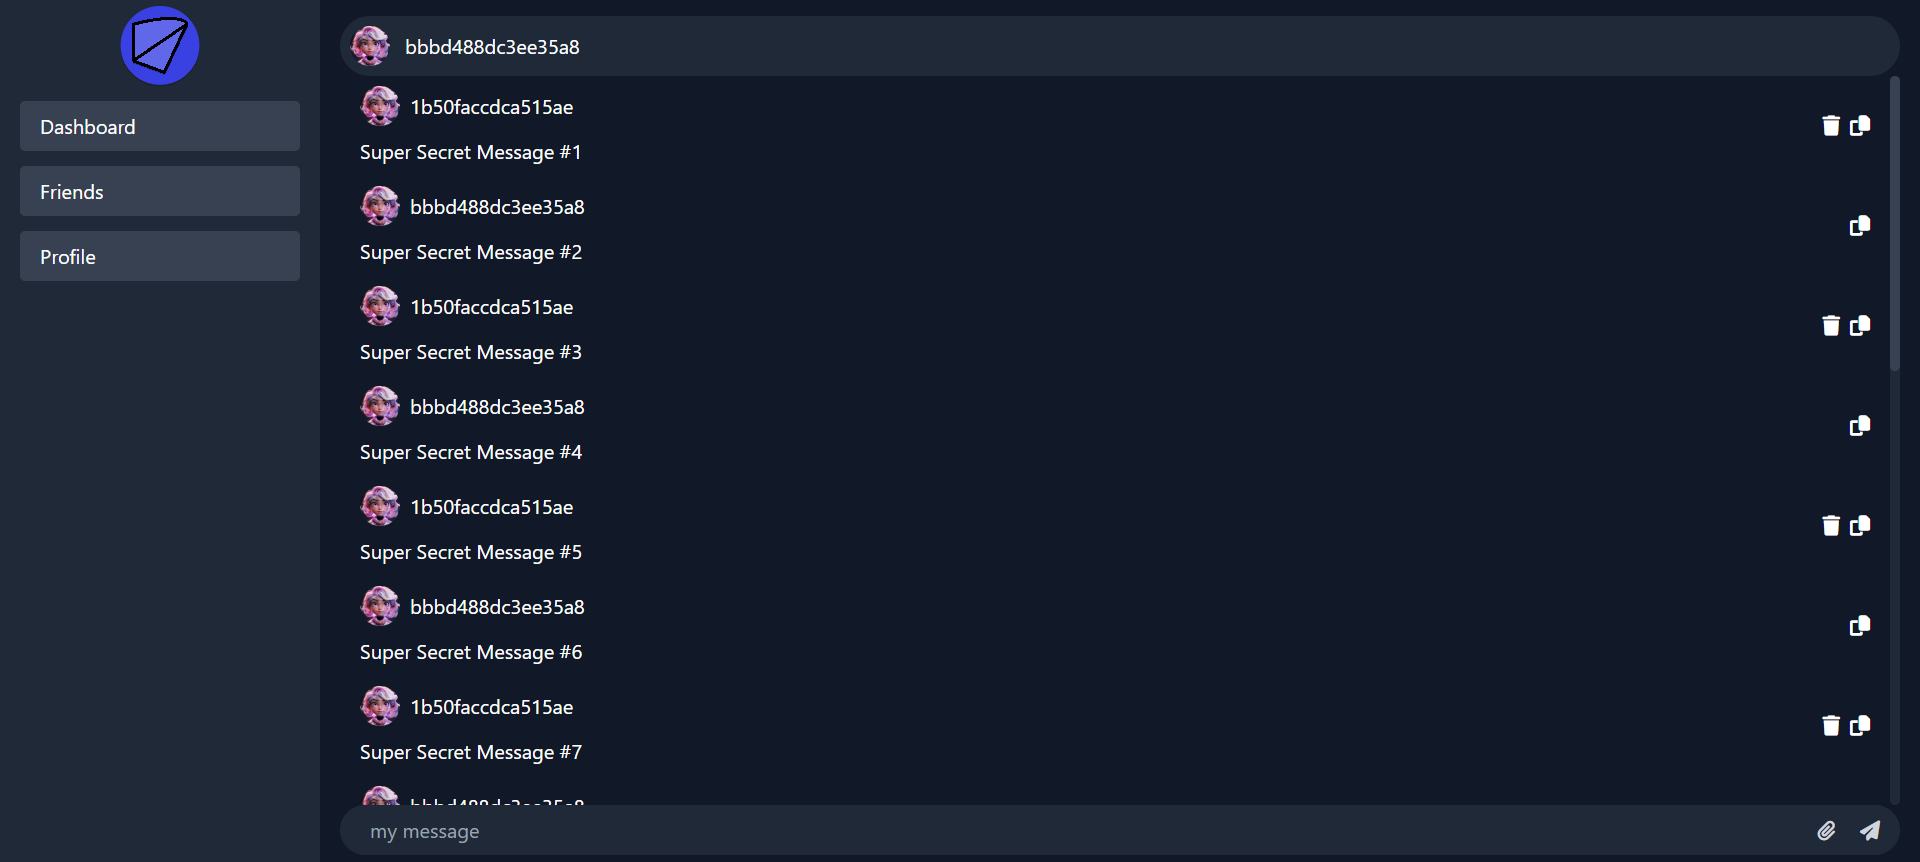 Dashboard
Friends
Profile
bbbd488dc3ee35a8
1b50faccdca515ae
Super Secret Message #1
bbbd488dc3ee35a8
Super Secret Message #2
1b50faccdca515ae
Super Secret Message #3
bbbd488dc3ee35a8
Super Secret Message #4
1b50faccdca515ae
Super Secret Message #5
bbbd488dc3ee35a8
Super Secret Message #6
1b50faccdca515ae
Super Secret Message #7
bbbd488dc3ee35a8
my message